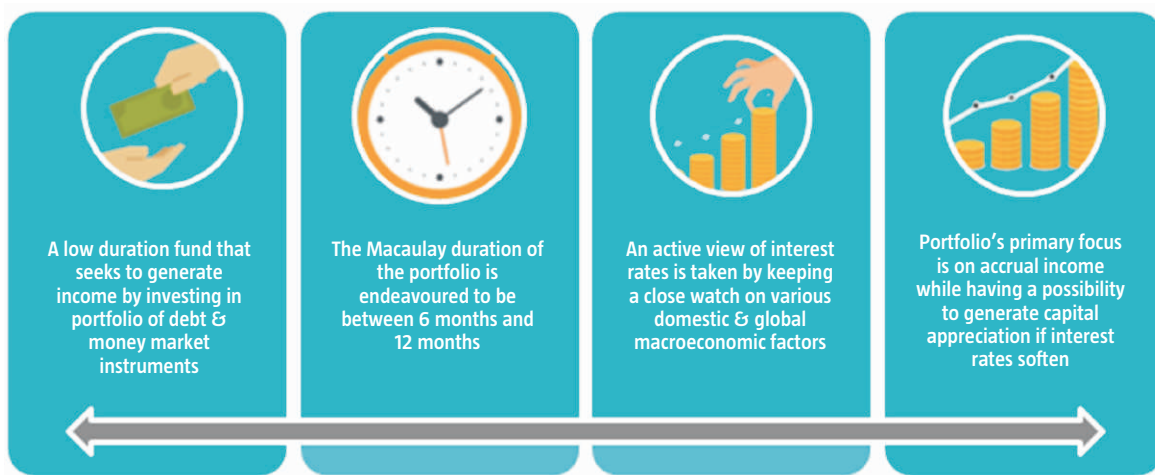 A low duration fund that
seeks to generate
income by investing in
portfolio of debt &
money market
instruments
The Macaulay duration of
the portfolio is
endeavoured to be
between 6 months and
12 months
An active view of interest
rates is taken by keeping
a close watch on various
domestic & global
macroeconomic factors
Portfolio’s primary focus
is on accrual income
while having a possibility
to generate capital
appreciation if interest
rates soften